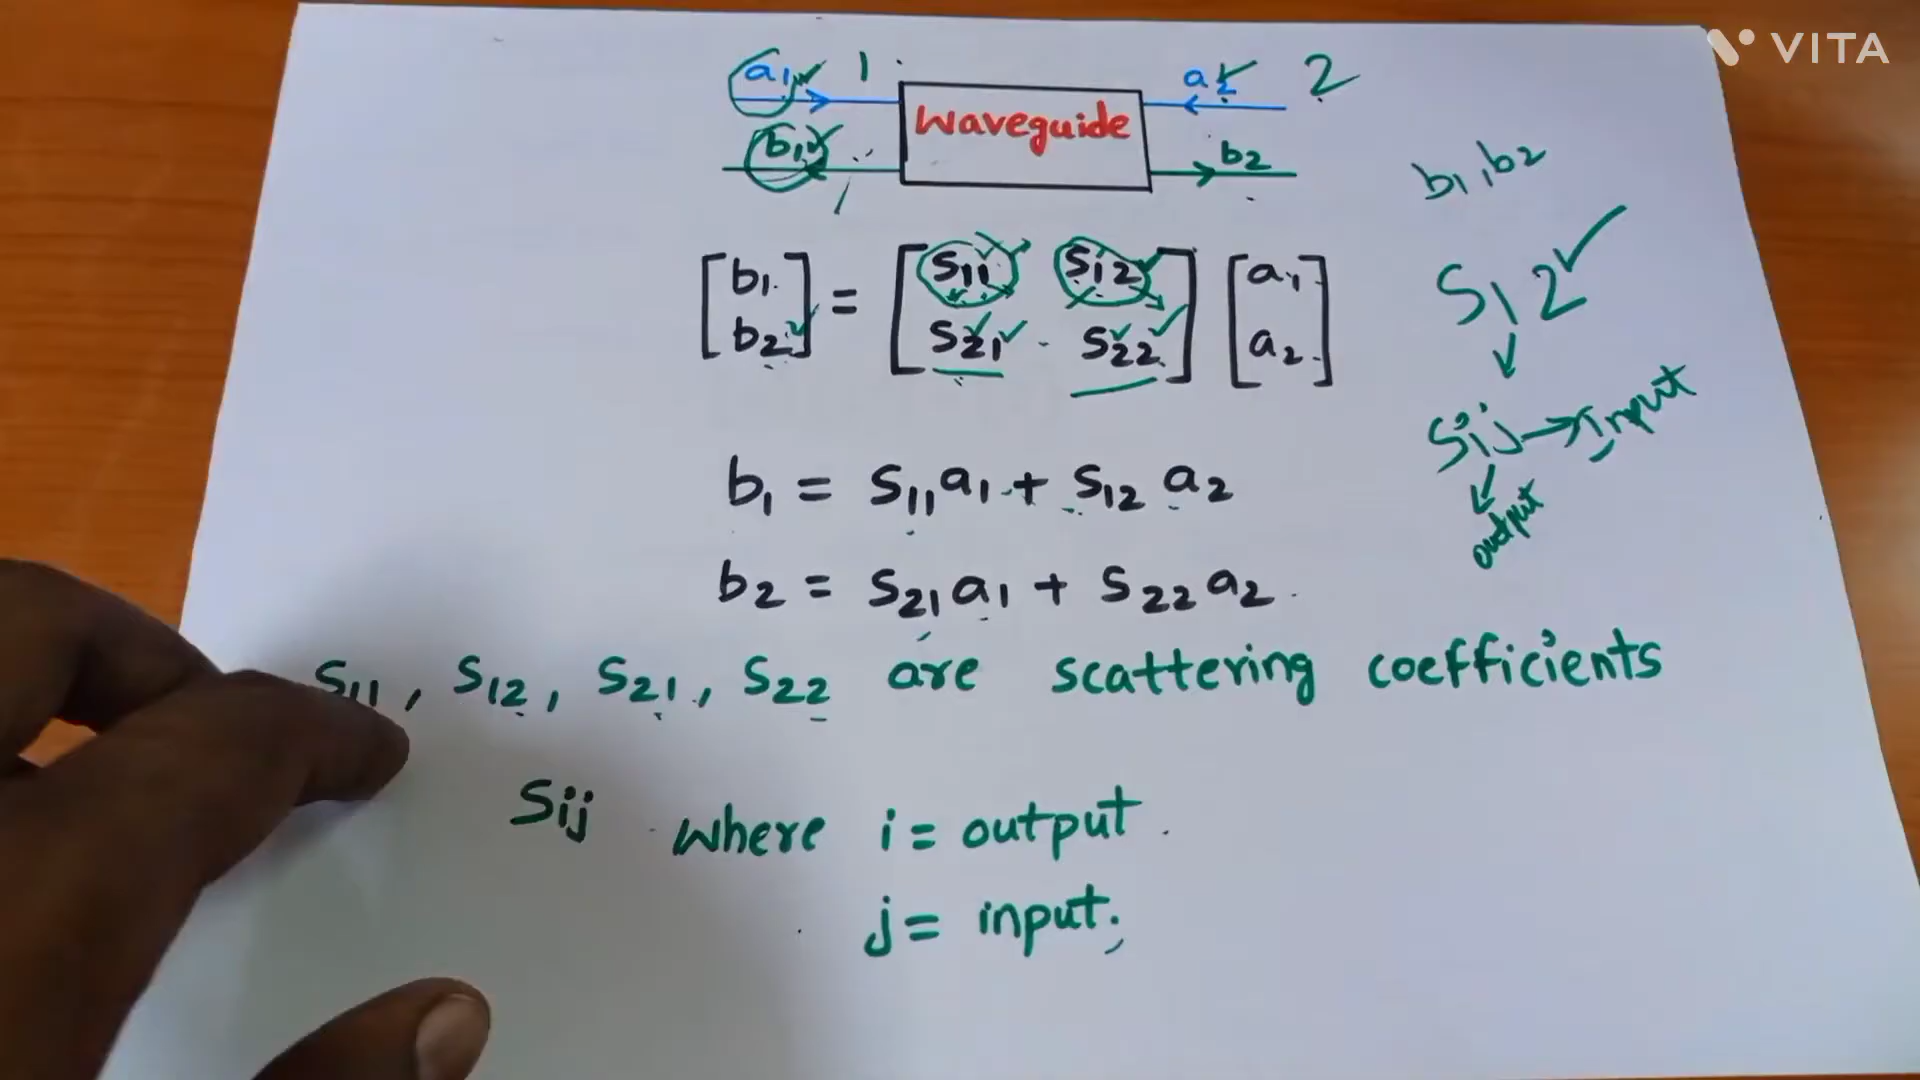 VITA
a1 1 a2 2
Waveguide
b1 b2
b1, b2
[b1 b2] = [S11 S12 S21 S22] [a1 a2]
S12
Sij → Input
output
b1 = S11 a1 + S12 a2
b2 = S21 a1 + S22 a2.
S11, S12, S21, S22 are scattering coefficients
Sij where i = output
j = input.